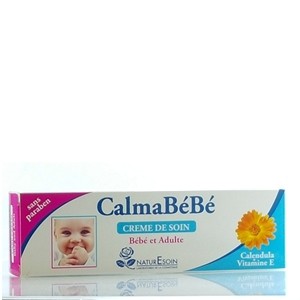 sans
paraben
CalmaBéBé
CREME DE SOIN
Bébé et Adulte
NATURESOIN
Calendula
Vitamine E